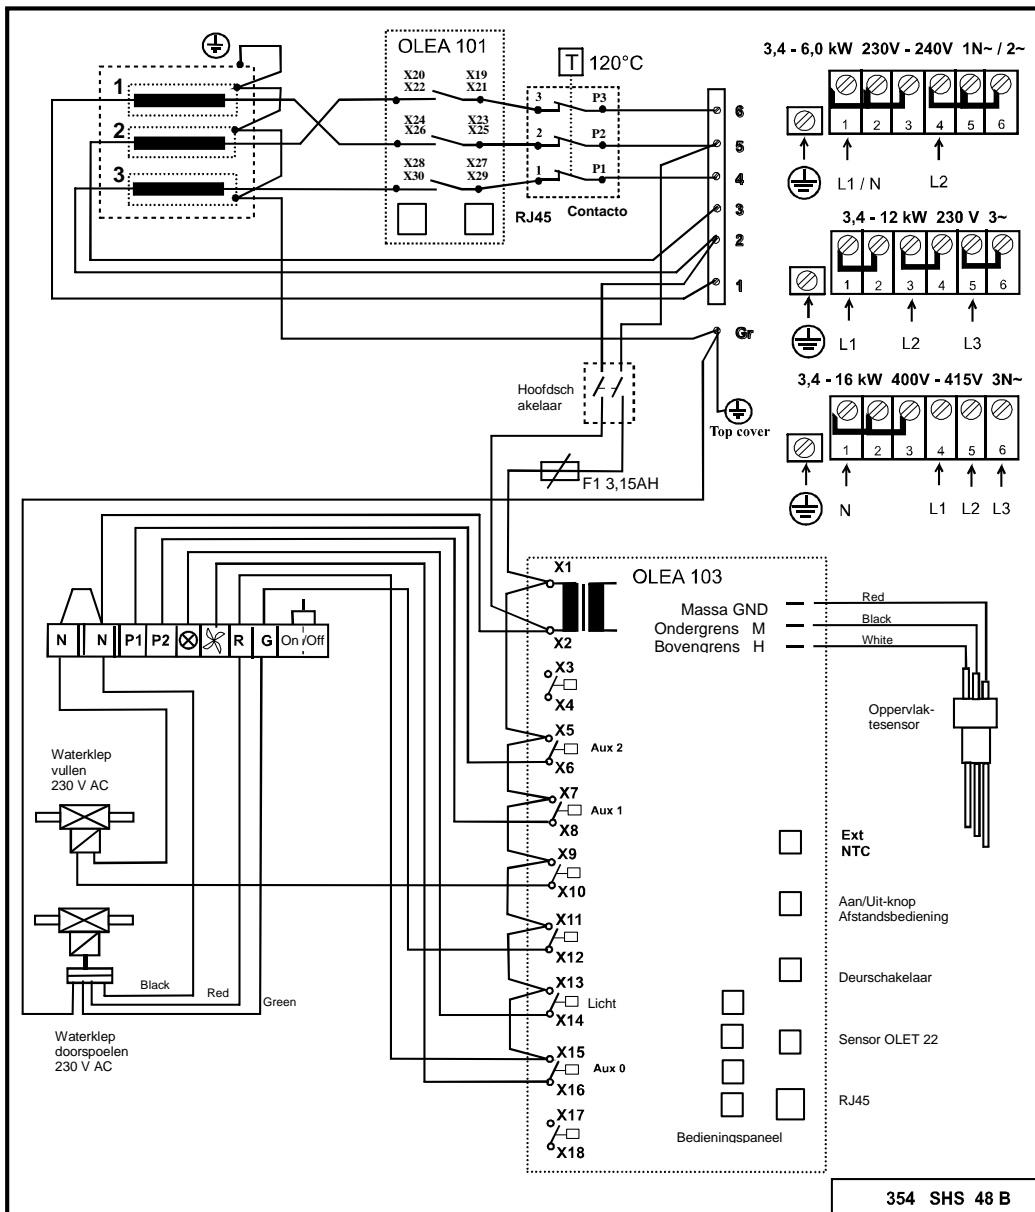 OLEA 101
T 120°C
3,4 - 6,0 kW 230V - 240V 1N~ / 2~
1 2 3 4 5 6
L1 / N L2
1
2
3
X20 X19
X22 X21
X24 X23
X26 X25
X28 X27
X30 X29
3 P3
2 P2
1 P1
RJ45 Contacto
6
5
4
3
2
1
Gr
3,4 - 12 kW 230 V 3~
1 2 3 4 5 6
L1 L2 L3
3,4 - 16 kW 400V - 415V 3N~
1 2 3 4 5 6
N L1 L2 L3
Hoofdsch
akelaar
Top cover
F1 3,15AH
N N P1 P2 R G On /Off
Waterklep
vullen
230 V AC
Black
Red
Green
Waterklep
doorspoelen
230 V AC
OLEA 103
X1
X2
X3
X4
X5
Aux 2
X6
X7
Aux 1
X8
X9
X10
X11
X12
X13
Licht
X14
X15
Aux 0
X16
X17
X18
Massa GND
Ondergrens M
Bovengrens H
Red
Black
White
Oppervlak-
tesensor
Ext
NTC
Aan/Uit-knop
Afstandsbediening
Deurschakelaar
Sensor OLET 22
RJ45
Bedieningspaneel
354 SHS 48 B